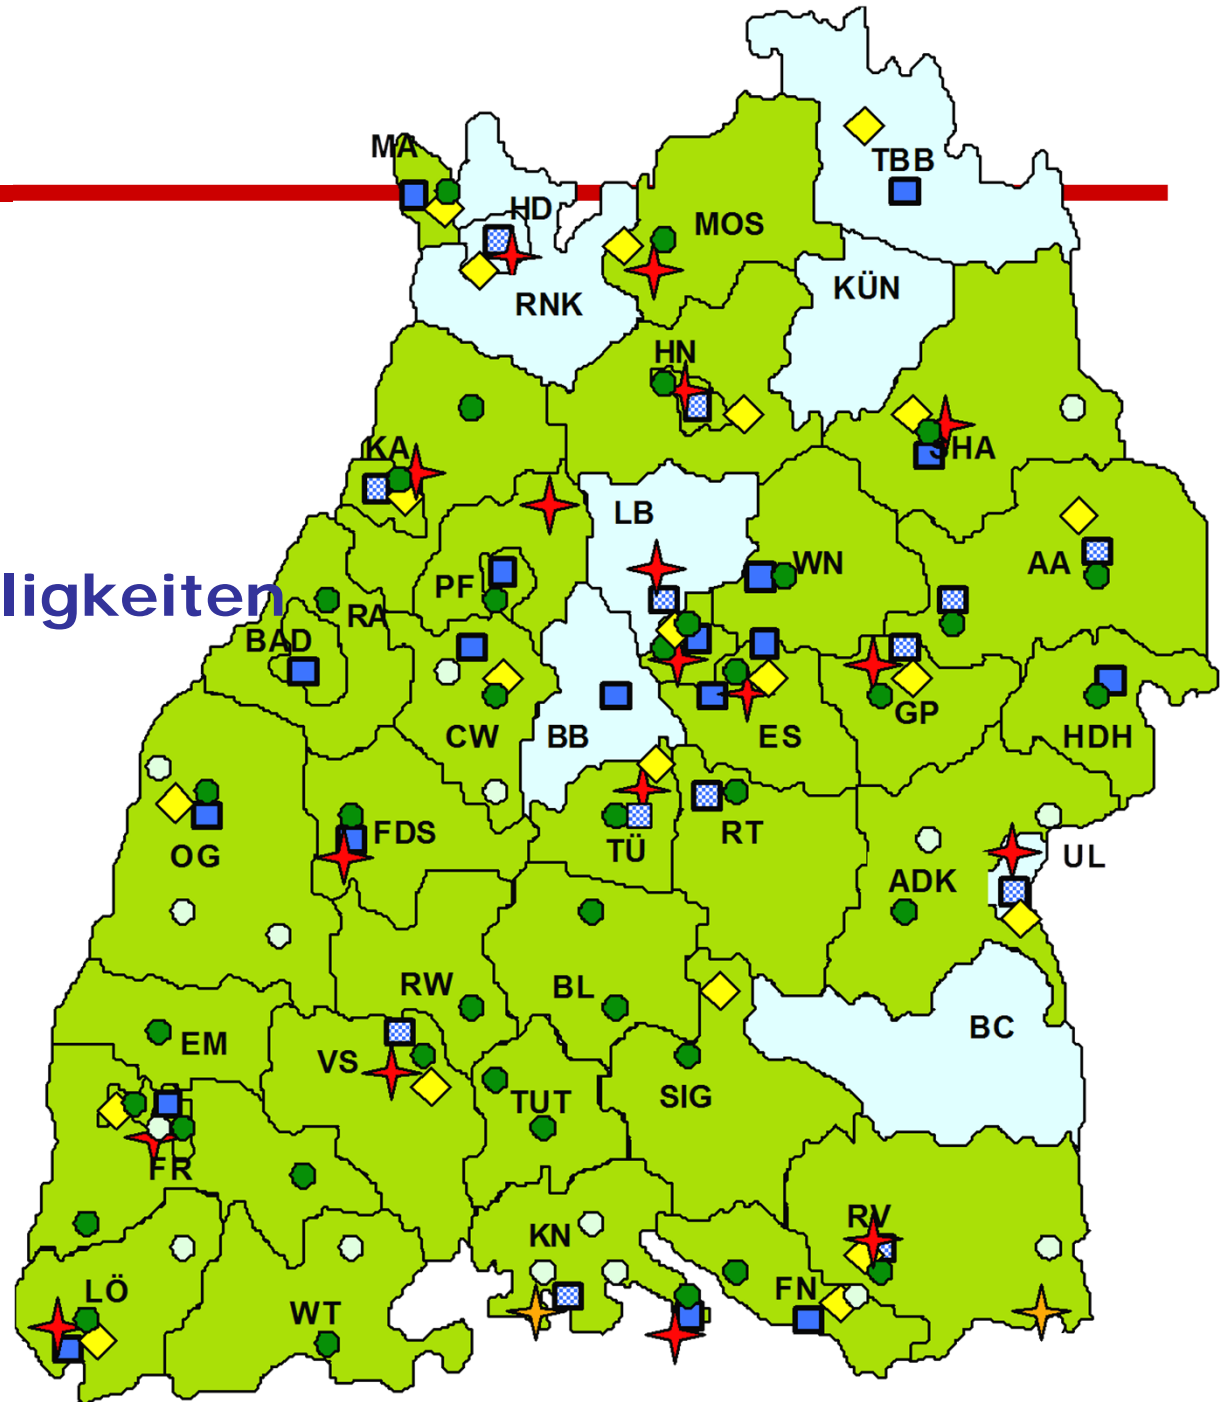 MA
TBB
HD
MOS
KÜN
RNK
HN
KA
SHA
LB
WN
AA
PF
ligkeiten
RA
BAD
GP
CW
BB
ES
HDH
FDS
RT
TÜ
OG
UL
ADK
RW
BL
BC
EM
VS
SIG
TUT
FR
RV
KN
LÖ
FN
WT